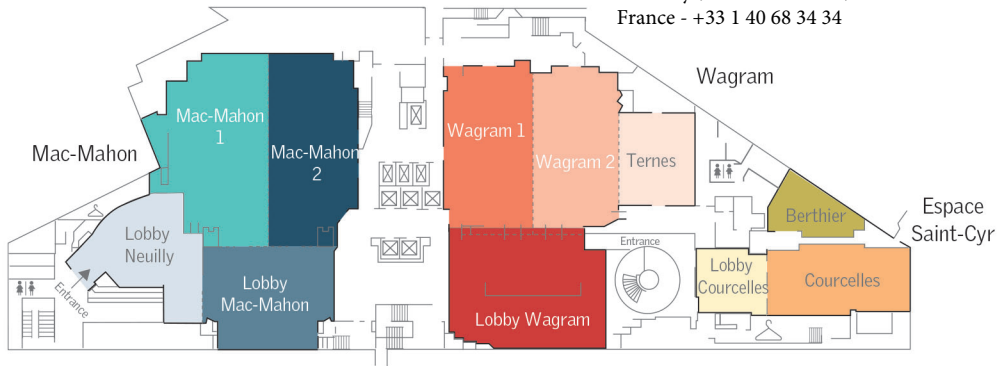 France - +33 1 40 68 34 34
Wagram
Mac-Mahon
1
Mac-Mahon
2
Mac-Mahon
Wagram 1
Wagram 2
Ternes
Berthier
Espace
Saint-Cyr
Lobby
Neuilly
Entrance
Lobby
Mac-Mahon
Lobby Wagram
Entrance
Lobby
Courcelles
Courcelles